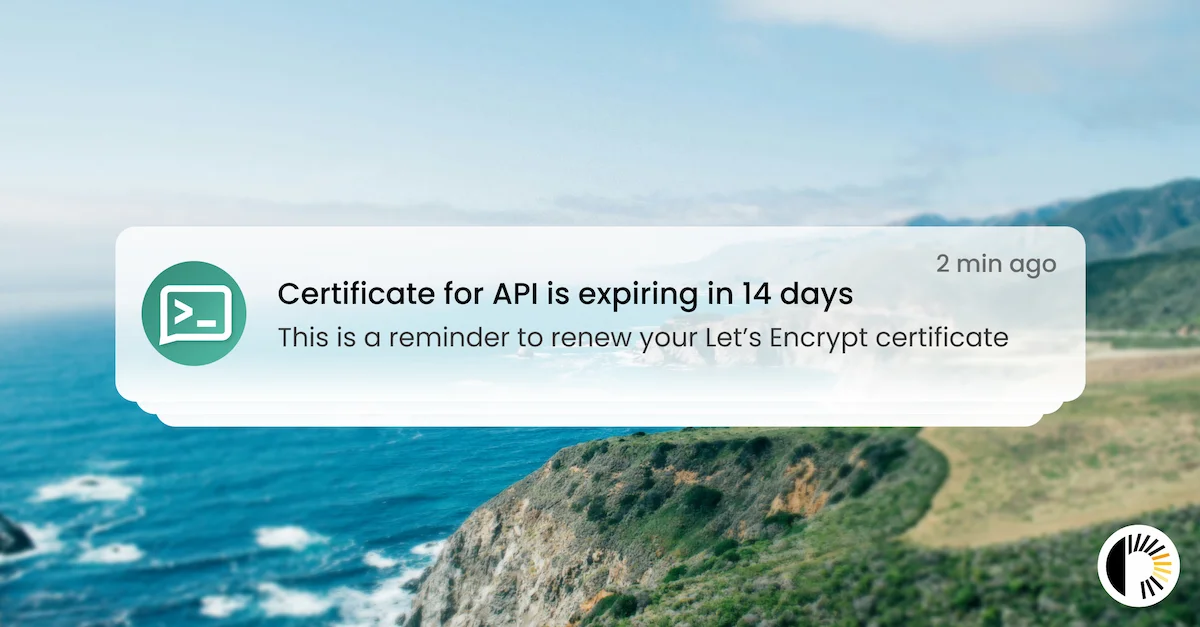 2 min ago
Certificate for API is expiring in 14 days
This is a reminder to renew your Let’s Encrypt certificate